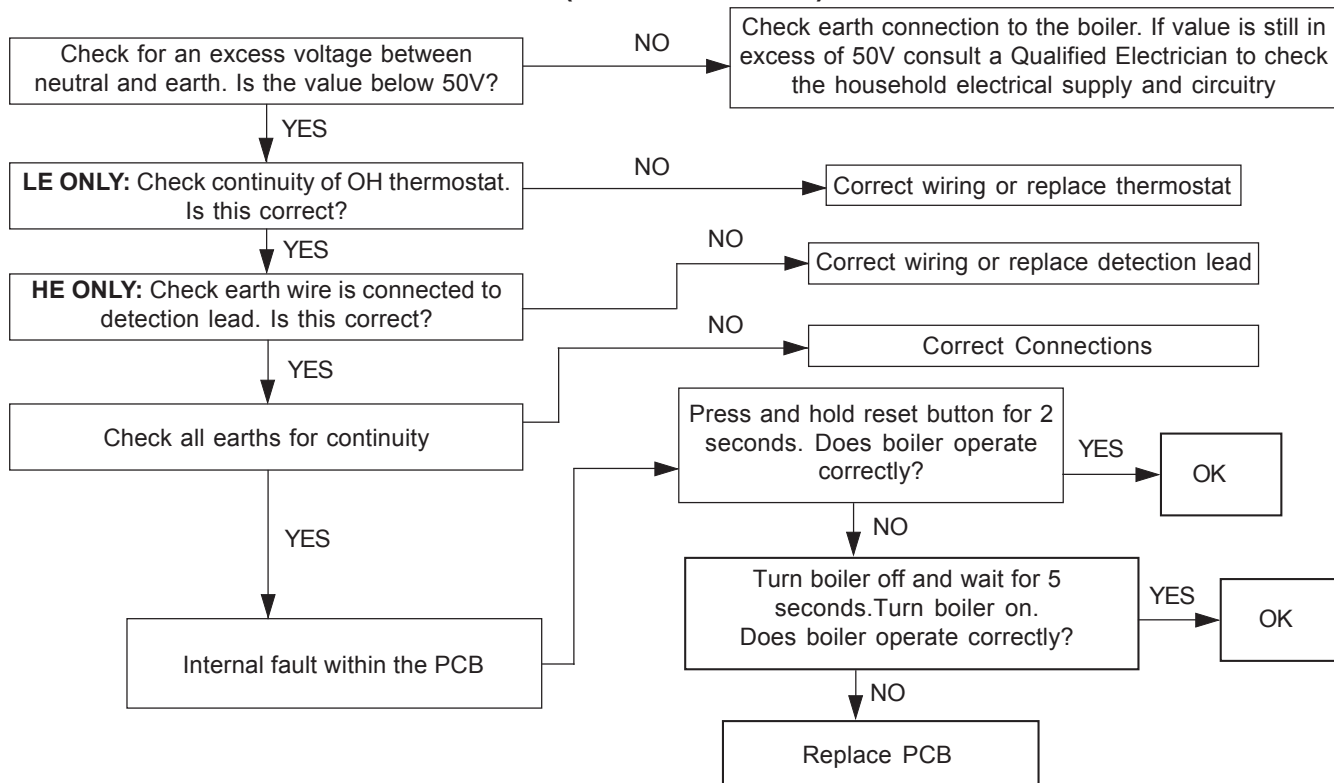 Check for an excess voltage between
neutral and earth. Is the value below 50V?
NO
Check earth connection to the boiler. If value is still in
excess of 50V consult a Qualified Electrician to check
the household electrical supply and circuitry
YES
LE ONLY: Check continuity of OH thermostat.
Is this correct?
NO
Correct wiring or replace thermostat
YES
HE ONLY: Check earth wire is connected to
detection lead. Is this correct?
NO
Correct wiring or replace detection lead
YES
Check all earths for continuity
NO
Correct Connections
YES
Internal fault within the PCB
Press and hold reset button for 2
seconds. Does boiler operate
correctly?
YES
OK
NO
Turn boiler off and wait for 5
seconds.Turn boiler on.
Does boiler operate correctly?
YES
OK
NO
Replace PCB